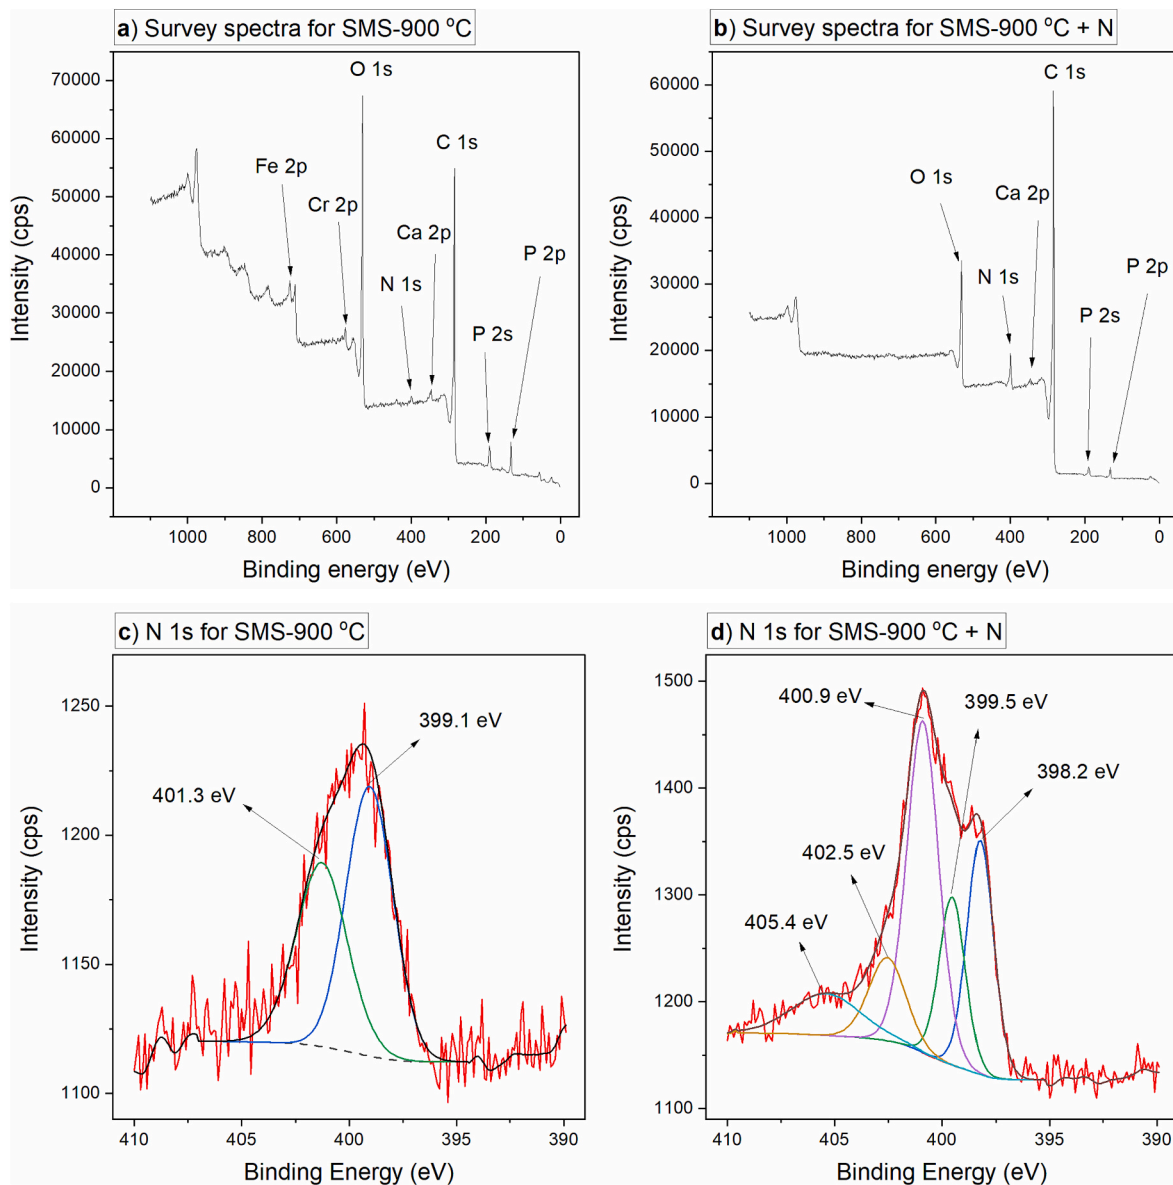 a) Survey spectra for SMS-900 °C
O 1s
C 1s
Fe 2p
Cr 2p
Ca 2p
N 1s
P 2p
P 2s
70000
60000
50000
40000
30000
20000
10000
0
Intensity (cps)
1000 800 600 400 200 0
Binding energy (eV)
b) Survey spectra for SMS-900 °C + N
C 1s
O 1s
Ca 2p
N 1s
P 2p
P 2s
60000
50000
40000
30000
20000
10000
0
Intensity (cps)
1000 800 600 400 200 0
Binding energy (eV)
c) N 1s for SMS-900 °C
399.1 eV
401.3 eV
1250
1200
1150
1100
Intensity (cps)
410 405 400 395 390
Binding Energy (eV)
d) N 1s for SMS-900 °C + N
400.9 eV
399.5 eV
398.2 eV
402.5 eV
405.4 eV
1500
1400
1300
1200
1100
Intensity (cps)
410 405 400 395 390
Binding Energy (eV)